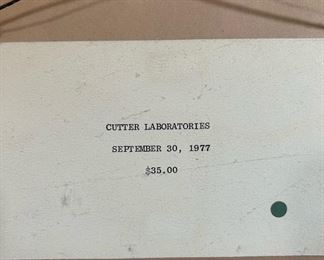 CUTTER LABORATORIES
SEPTEMBER 30, 1977
$35.00